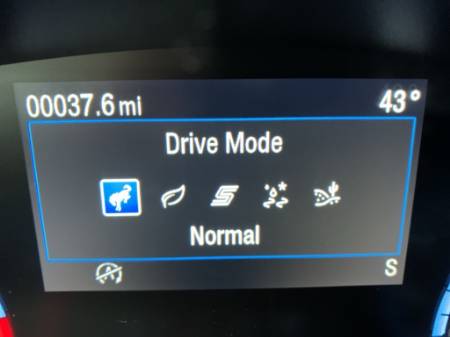 00037.6 mi 43°
Drive Mode
Normal
S